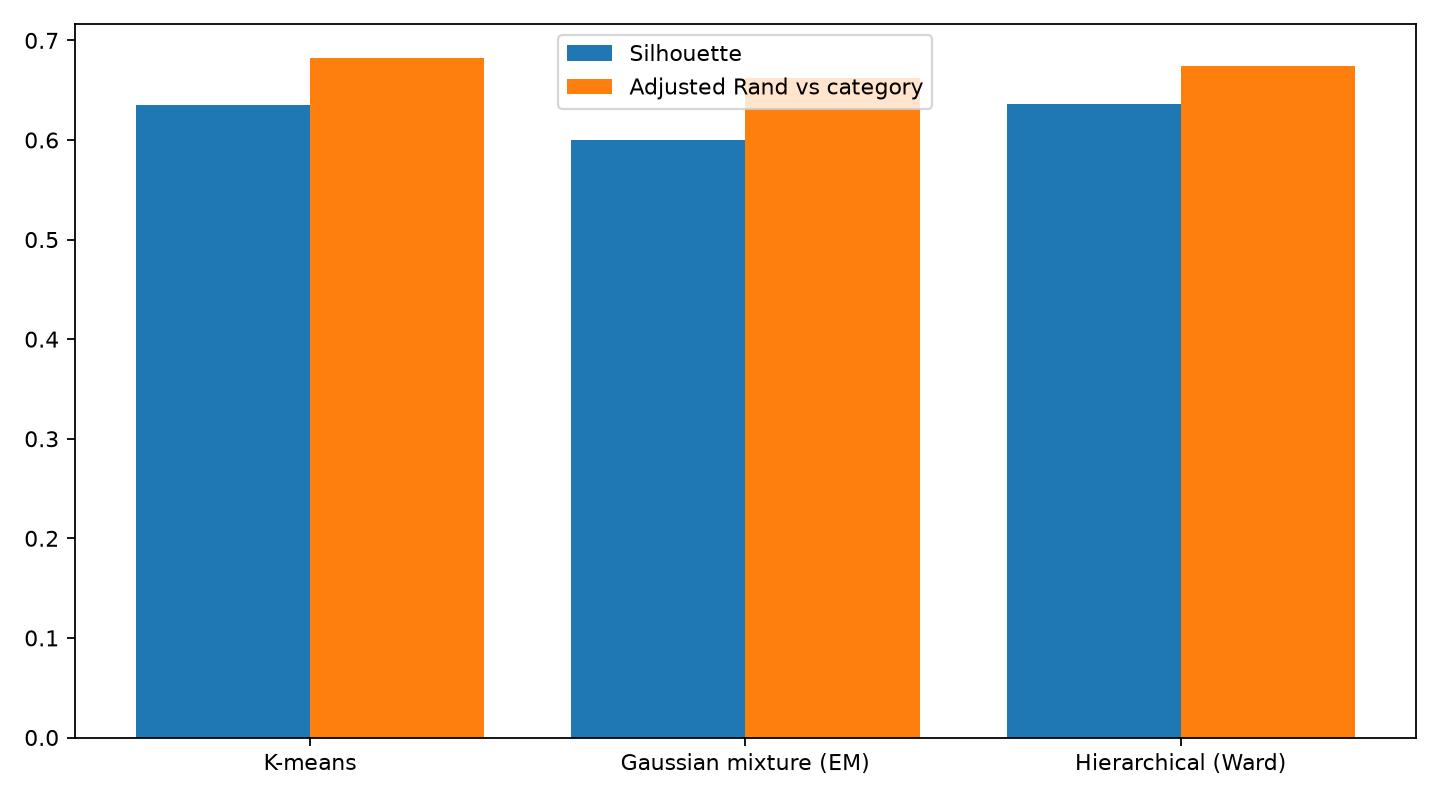 0.7
0.6
0.5
0.4
0.3
0.2
0.1
0.0
Silhouette
Adjusted Rand vs category
K-means
Gaussian mixture (EM)
Hierarchical (Ward)